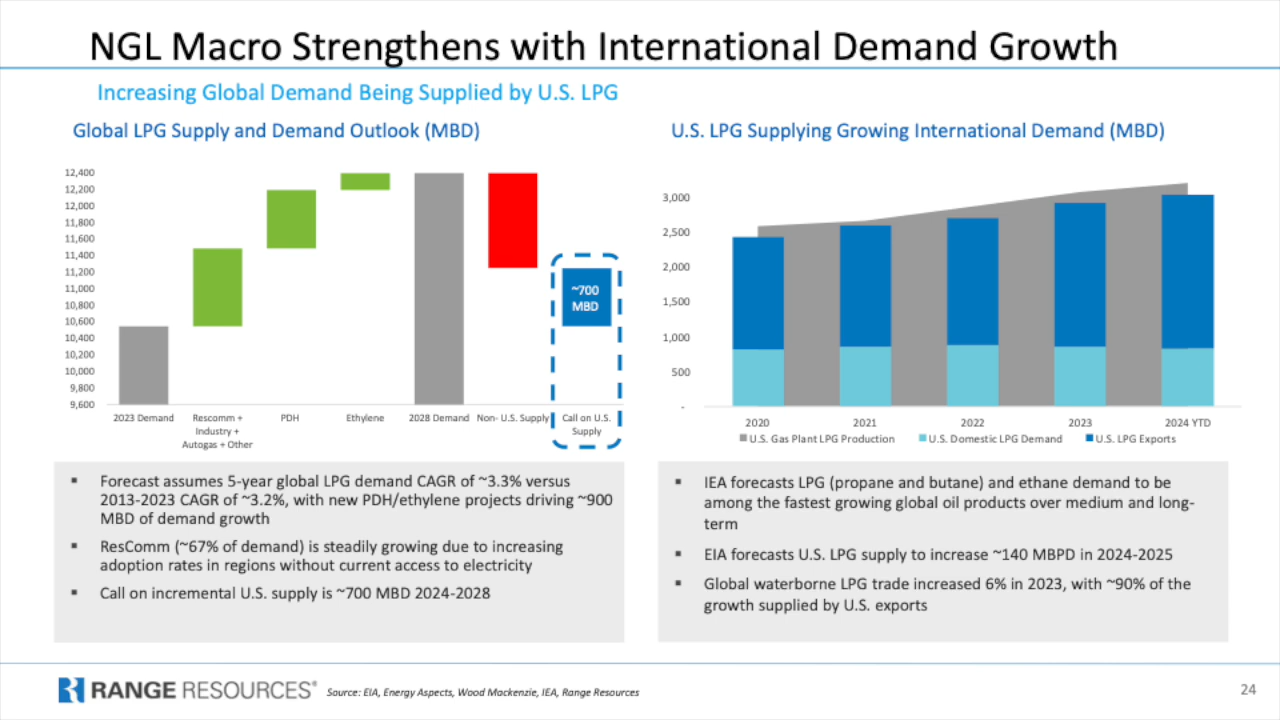 NGL Macro Strengthens with International Demand Growth
Increasing Global Demand Being Supplied by U.S. LPG
Global LPG Supply and Demand Outlook (MBD)
12,400
12,200
12,000
11,800
11,600
11,400
11,200
11,000
10,800
10,600
10,400
10,200
10,000
9,800
9,600
~700
MBD
2023 Demand
Rescomm +
Industry +
Autogas + Other
PDH
Ethylene
2028 Demand
Non- U.S. Supply
Call on U.S.
Supply
▪ Forecast assumes 5-year global LPG demand CAGR of ~3.3% versus
2013-2023 CAGR of ~3.2%, with new PDH/ethylene projects driving ~900
MBD of demand growth
▪ ResComm (~67% of demand) is steadily growing due to increasing
adoption rates in regions without current access to electricity
▪ Call on incremental U.S. supply is ~700 MBD 2024-2028
U.S. LPG Supplying Growing International Demand (MBD)
3,000
2,500
2,000
1,500
1,000
500
-
2020
2021
2022
2023
2024 YTD
U.S. Gas Plant LPG Production
U.S. Domestic LPG Demand
U.S. LPG Exports
▪ IEA forecasts LPG (propane and butane) and ethane demand to be
among the fastest growing global oil products over medium and long-
term
▪ EIA forecasts U.S. LPG supply to increase ~140 MBPD in 2024-2025
▪ Global waterborne LPG trade increased 6% in 2023, with ~90% of the
growth supplied by U.S. exports
RANGE RESOURCES®
Source: EIA, Energy Aspects, Wood Mackenzie, IEA, Range Resources
24